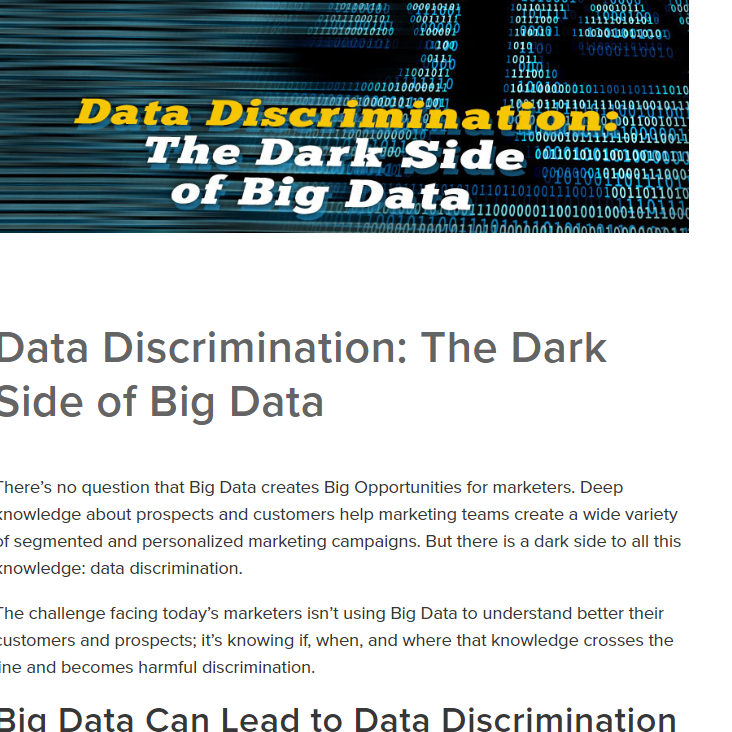 Data Discrimination:
The Dark Side
of Big Data
Data Discrimination: The Dark
Side of Big Data
There's no question that Big Data creates Big Opportunities for marketers. Deep
knowledge about prospects and customers help marketing teams create a wide variety
of segmented and personalized marketing campaigns. But there is a dark side to all this
knowledge: data discrimination.
The challenge facing today's marketers isn't using Big Data to understand better their
customers and prospects; it's knowing if, when, and where that knowledge crosses the
line and becomes harmful discrimination.
Big Data Can Lead to Data Discrimination